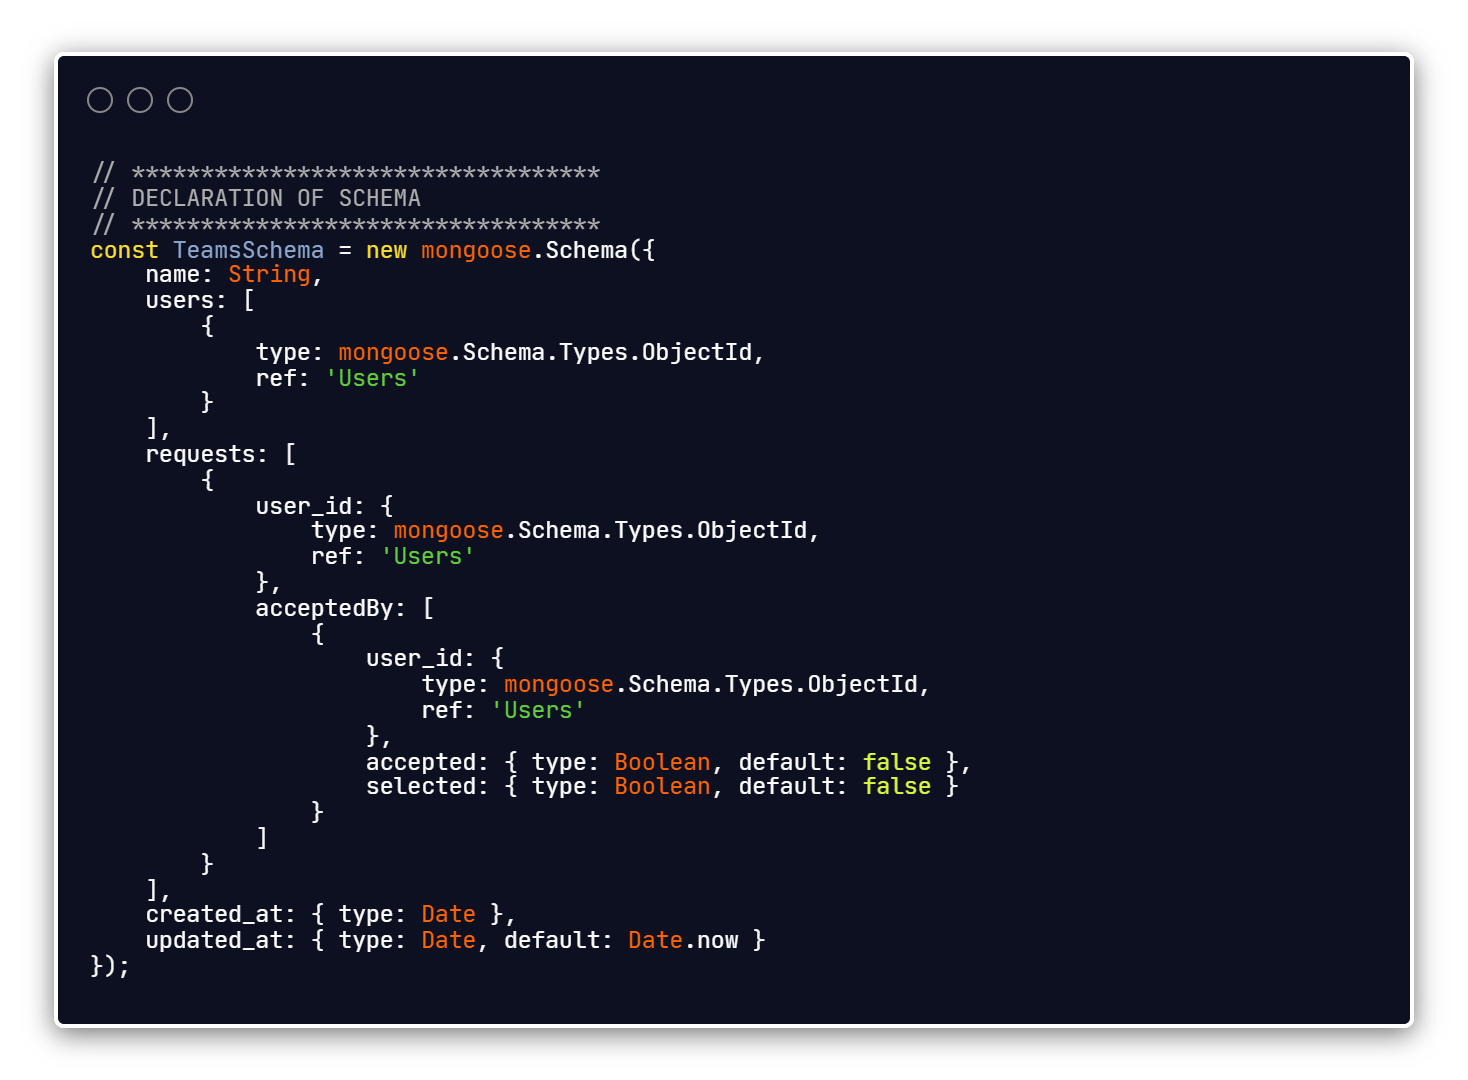 // **********************************
// DECLARATION OF SCHEMA
// **********************************
const TeamsSchema = new mongoose.Schema({
    name: String,
    users: [
        {
            type: mongoose.Schema.Types.ObjectId,
            ref: 'Users'
        }
    ],
    requests: [
        {
            user_id: {
                type: mongoose.Schema.Types.ObjectId,
                ref: 'Users'
            },
            acceptedBy: [
                {
                    user_id: {
                        type: mongoose.Schema.Types.ObjectId,
                        ref: 'Users'
                    },
                    accepted: { type: Boolean, default: false },
                    selected: { type: Boolean, default: false }
                }
            ]
        }
    ],
    created_at: { type: Date },
    updated_at: { type: Date, default: Date.now }
});